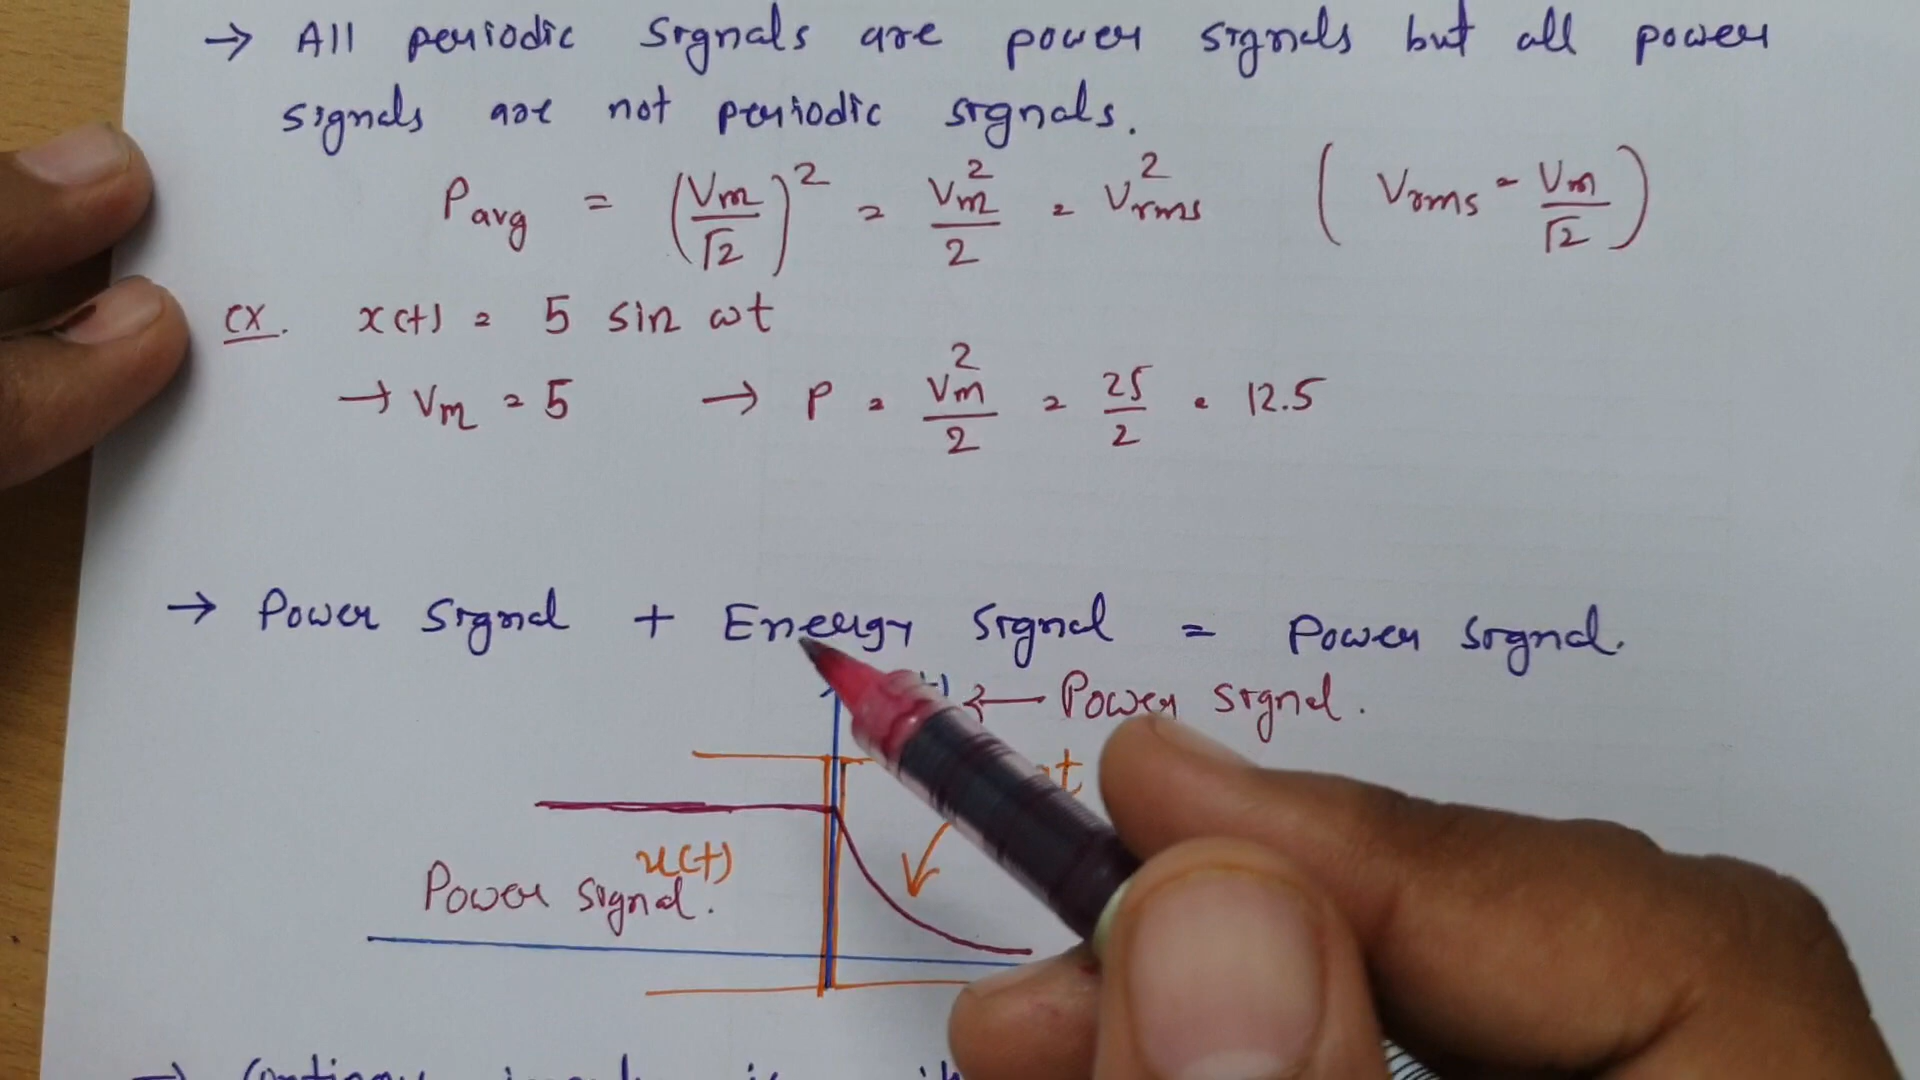 → All periodic signals are power signals but all power
signals are not periodic signals.
Pavg = (Vm/√2)² = Vm²/2 = Vrms² (Vrms = Vm/√2)
ex. x(t) = 5 sin ωt
→ Vm = 5 → P = Vm²/2 = 25/2 = 12.5
→ Power signal + Energy signal = Power signal.
← Power signal.
x(t)
Power signal.
→